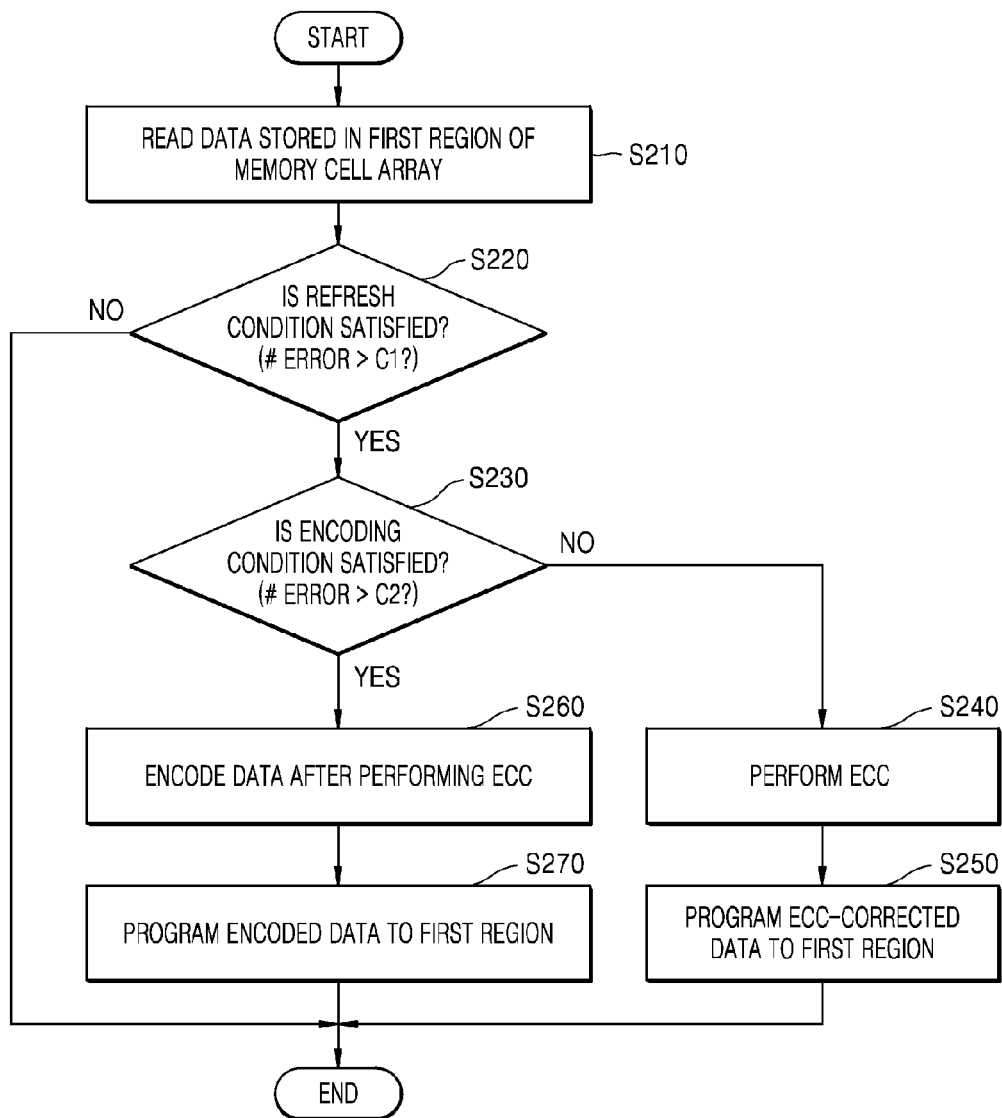 START
READ DATA STORED IN FIRST REGION OF
MEMORY CELL ARRAY
S210
S220
IS REFRESH
CONDITION SATISFIED?
(# ERROR > C1?)
NO
YES
S230
IS ENCODING
CONDITION SATISFIED?
(# ERROR > C2?)
NO
YES
S260
ENCODE DATA AFTER PERFORMING ECC
S240
PERFORM ECC
S270
PROGRAM ENCODED DATA TO FIRST REGION
S250
PROGRAM ECC-CORRECTED
DATA TO FIRST REGION
END